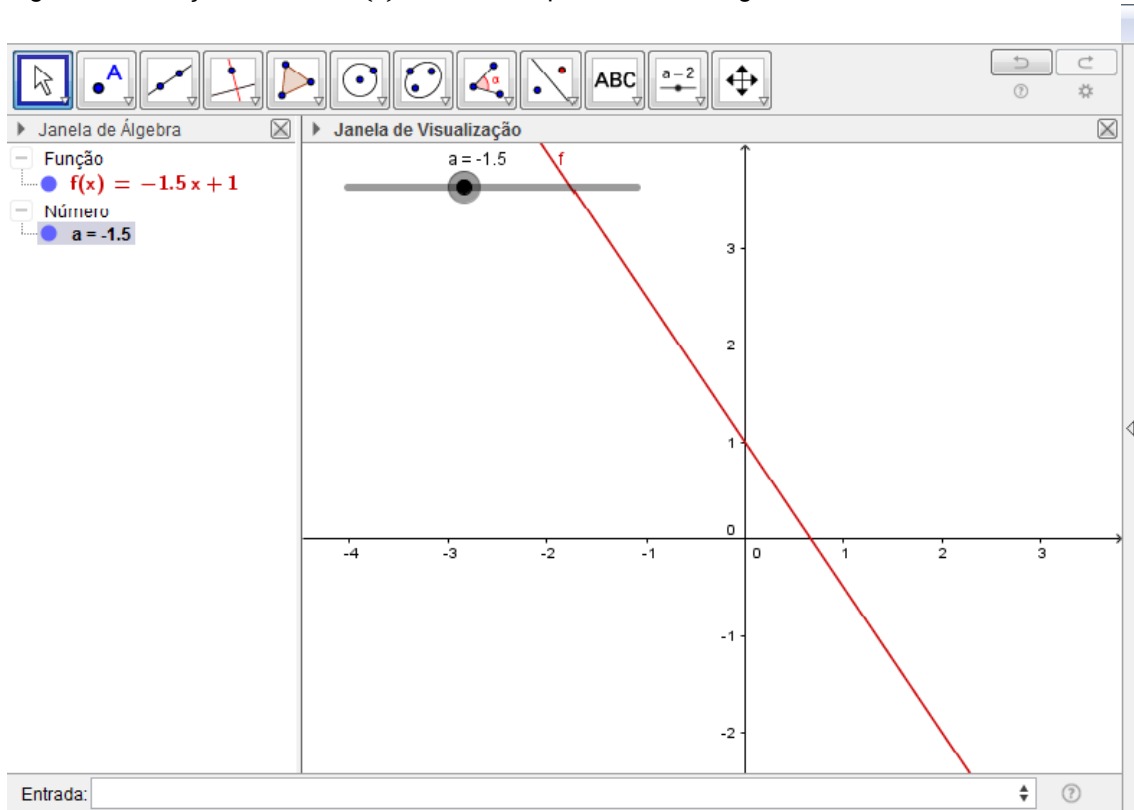 A
α
ABC
a = 2
Janela de Álgebra
Janela de Visualização
Função
f(x) = −1.5 x + 1
Número
a = -1.5
a = -1.5
f
3
2
1
0
-4 -3 -2 -1 0 1 2 3
-1
-2
Entrada: